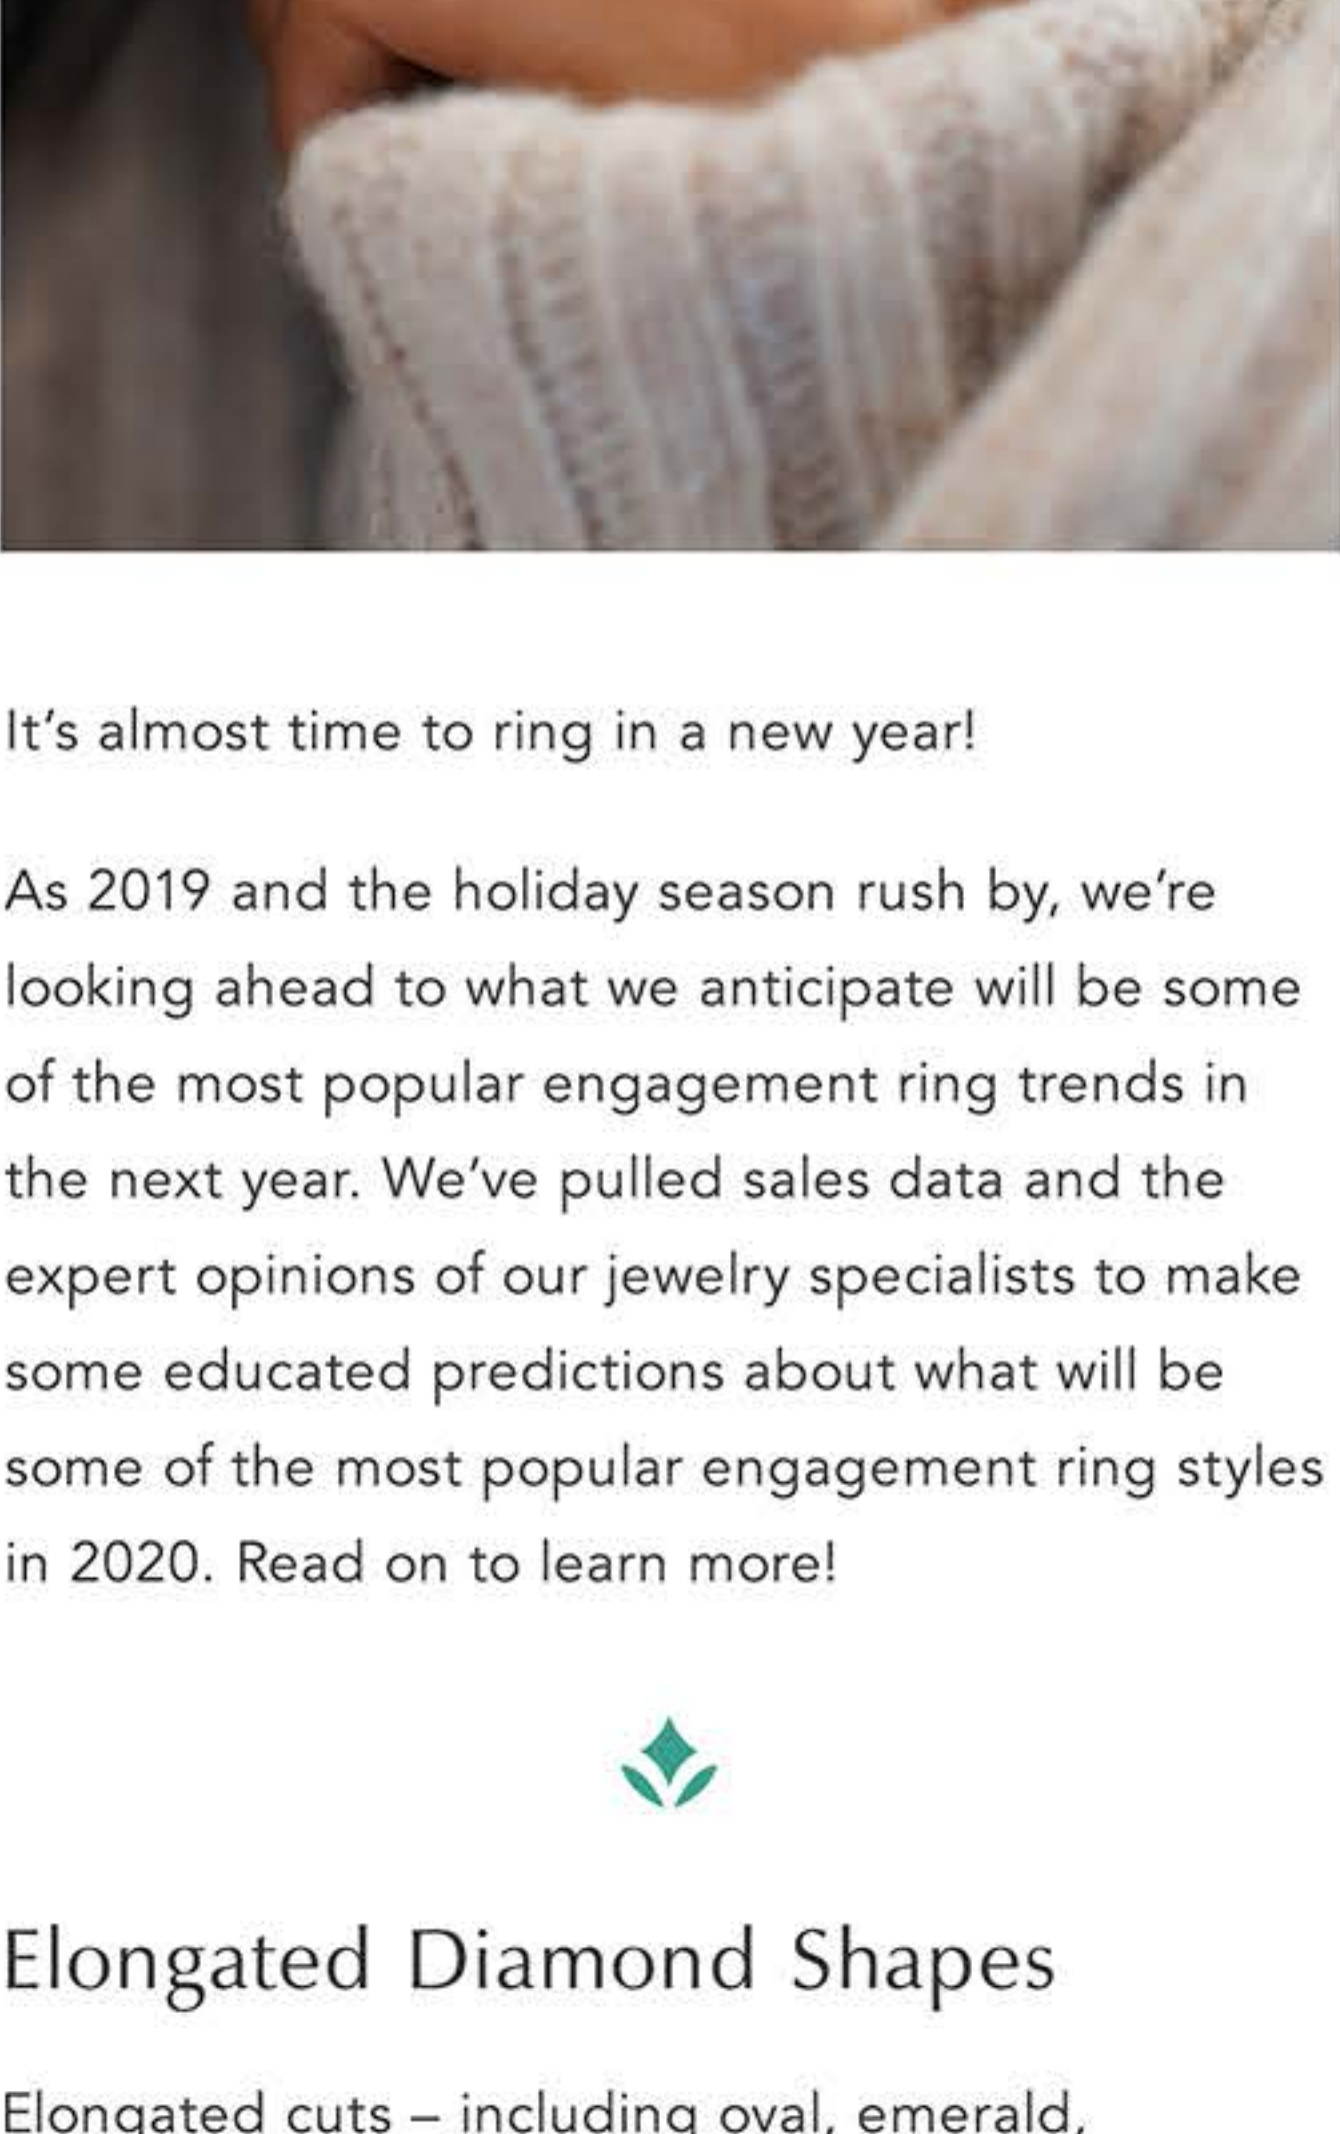 It’s almost time to ring in a new year!
As 2019 and the holiday season rush by, we’re
looking ahead to what we anticipate will be some
of the most popular engagement ring trends in
the next year. We’ve pulled sales data and the
expert opinions of our jewelry specialists to make
some educated predictions about what will be
some of the most popular engagement ring styles
in 2020. Read on to learn more!
Elongated Diamond Shapes
Elongated cuts – including oval, emerald,